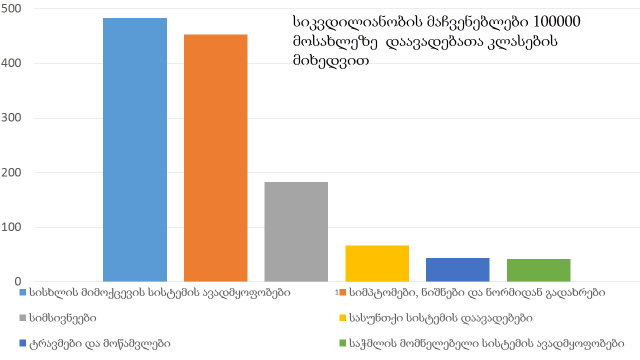 500
სიკვდილიანობის მაჩვენებლები 100000
მოსახლეზე დაავადებათა კლასების
მიხედვით
400
300
200
100
0
1
სისხლის მიმოქცევის სისტემის ავადმყოფობები
სიმპტომები, ნიშნები და ნორმიდან გადახრები
სიმსივნეები
სასუნთქი სისტემის დაავადებები
ტრავმები და მოწამვლები
საჭმლის მომნელებელი სისტემის ავადმყოფობები